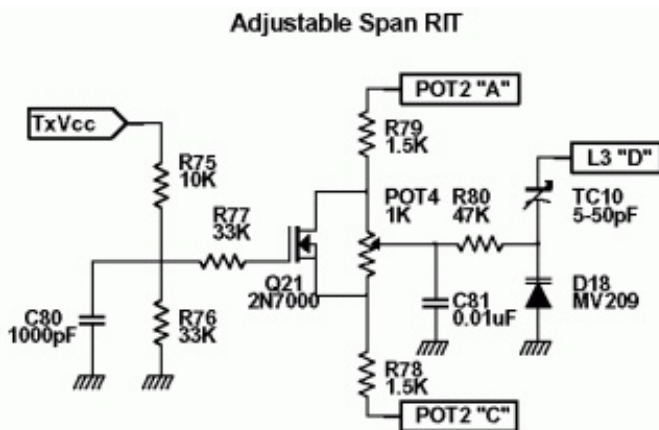 Adjustable Span RIT
POT2 "A"
TxVcc
R79
1.5K
L3 "D"
R75
10K
POT4
1K
R80
47K
TC10
5-50pF
R77
33K
Q21
2N7000
C80
1000pF
R76
33K
C81
0.01uF
D18
MV209
R78
1.5K
POT2 "C"